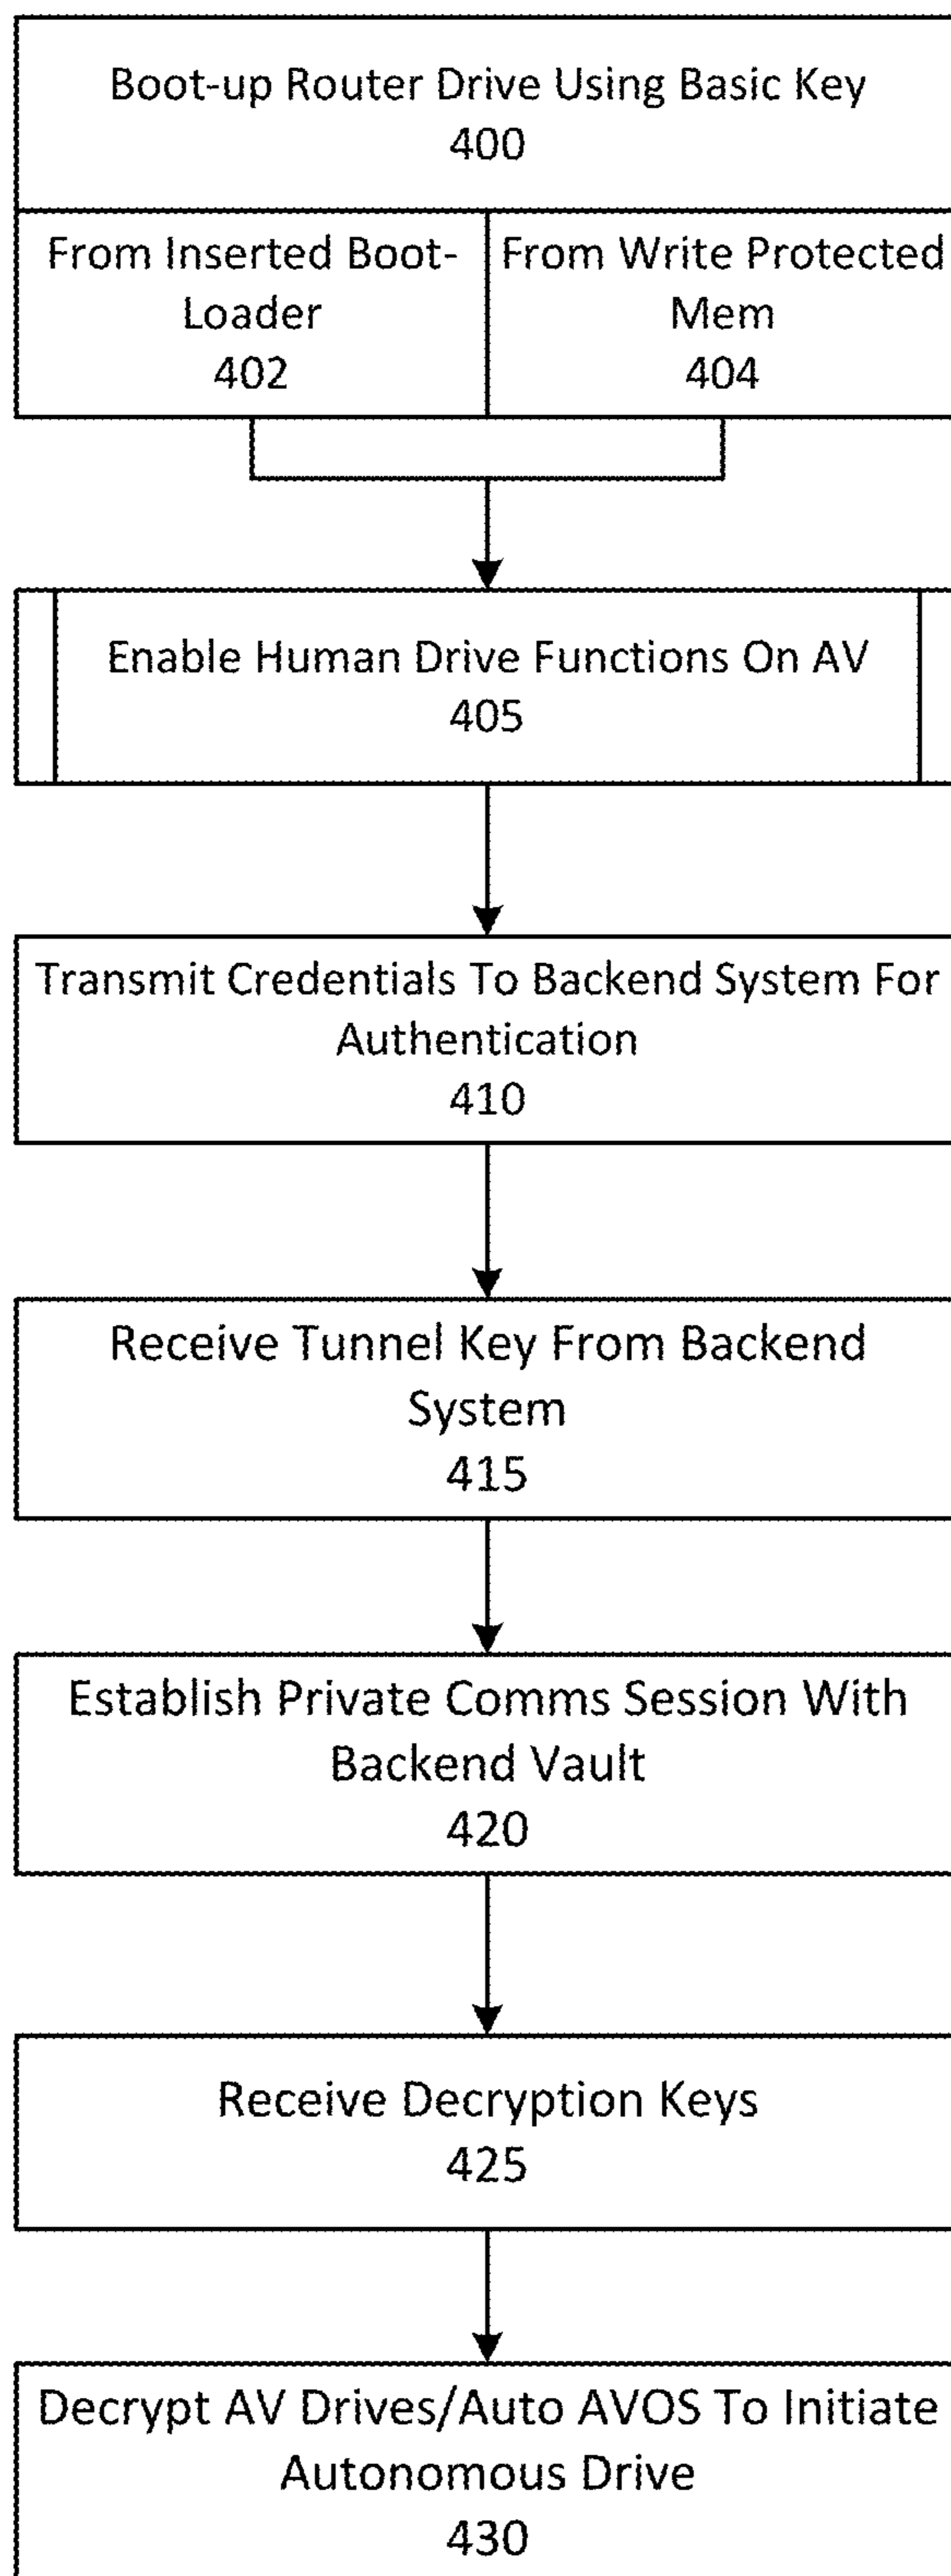 Boot-up Router Drive Using Basic Key
400
From Inserted Boot-
Loader
402
From Write Protected
Mem
404
Enable Human Drive Functions On AV
405
Transmit Credentials To Backend System For
Authentication
410
Receive Tunnel Key From Backend
System
415
Establish Private Comms Session With
Backend Vault
420
Receive Decryption Keys
425
Decrypt AV Drives/Auto AVOS To Initiate
Autonomous Drive
430